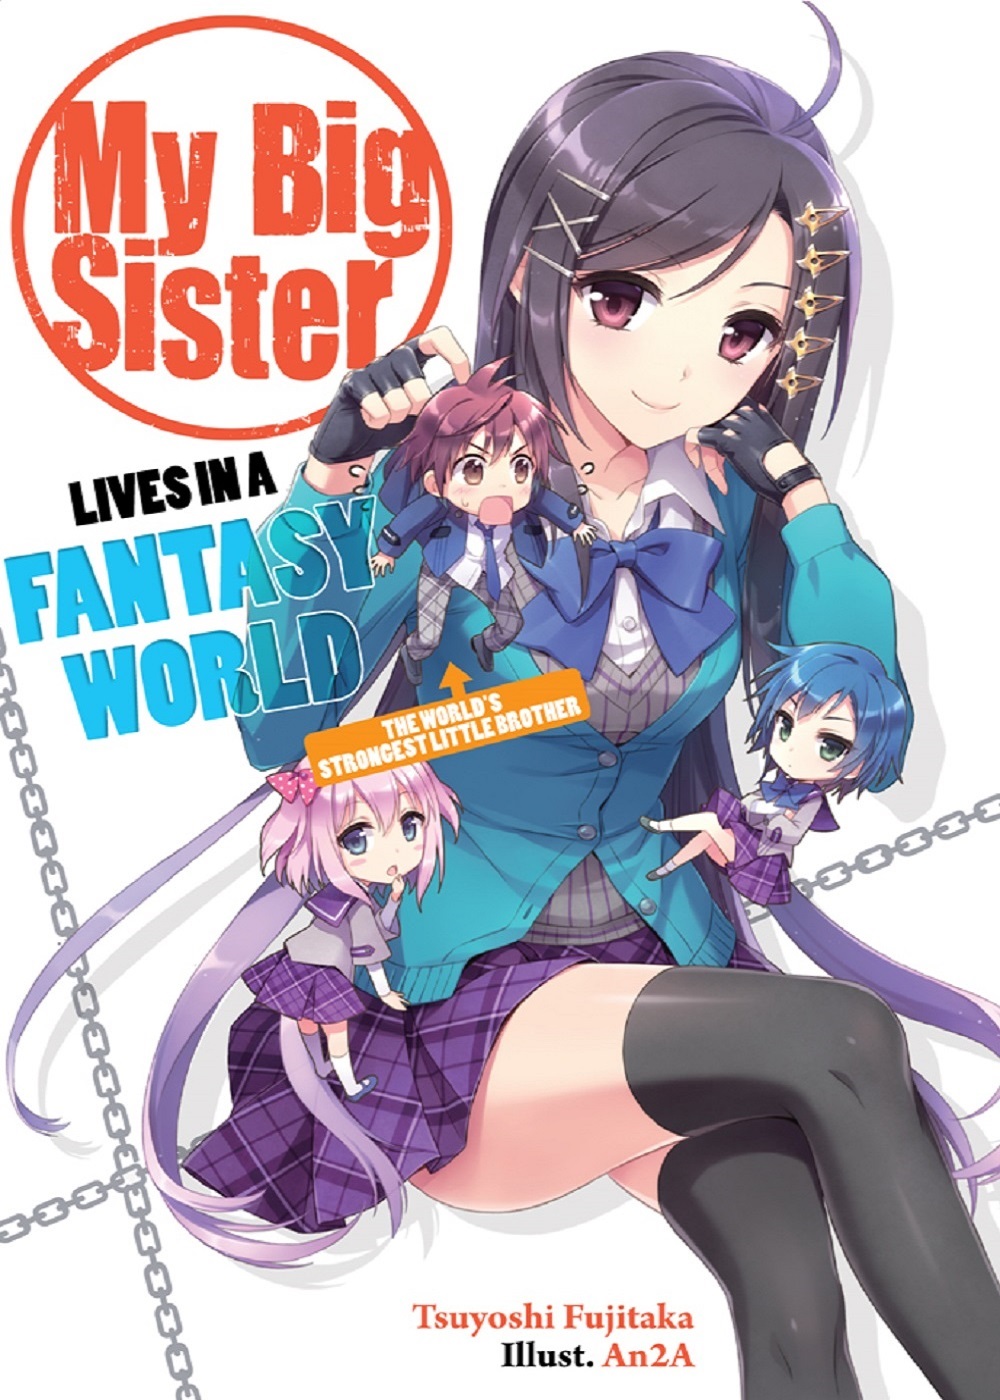 My Big
Sister
LIVES IN A
FANTASY
WORLD
THE WORLD'S
STRONGEST LITTLE BROTHER
Tsuyoshi Fujitaka
Illust. An2A